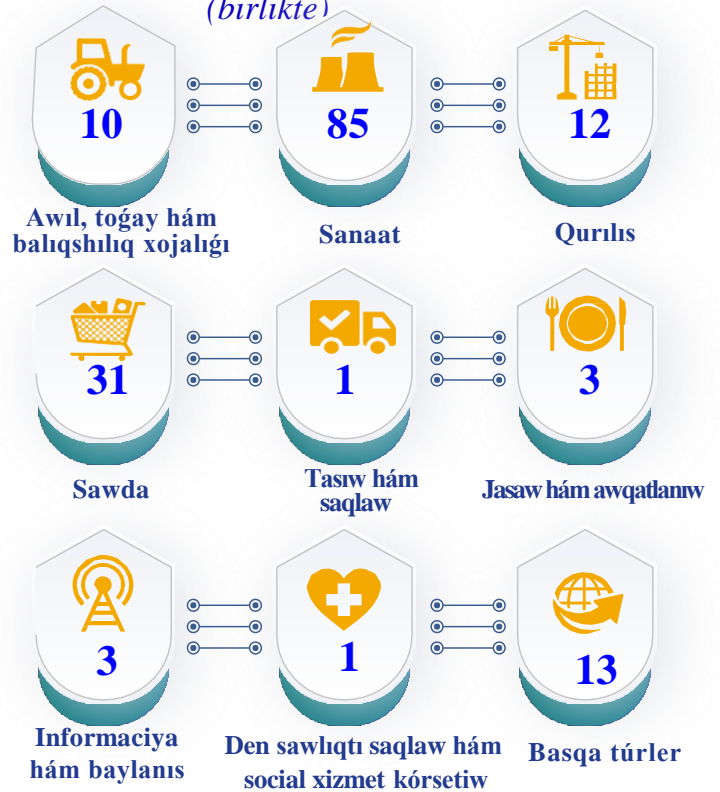 (birlikte)
10
85
12
Awıl, toǵay hám
balıqshılıq xojalıǵı
Sanaat
Qurılıs
31
1
3
Sawda
Tasıw hám
saqlaw
Jasaw hám awqatlanıw
3
1
13
Informaciya
hám baylanıs
Den sawlıqtı saqlaw hám
social xizmet kórsetiw
Basqa túrler